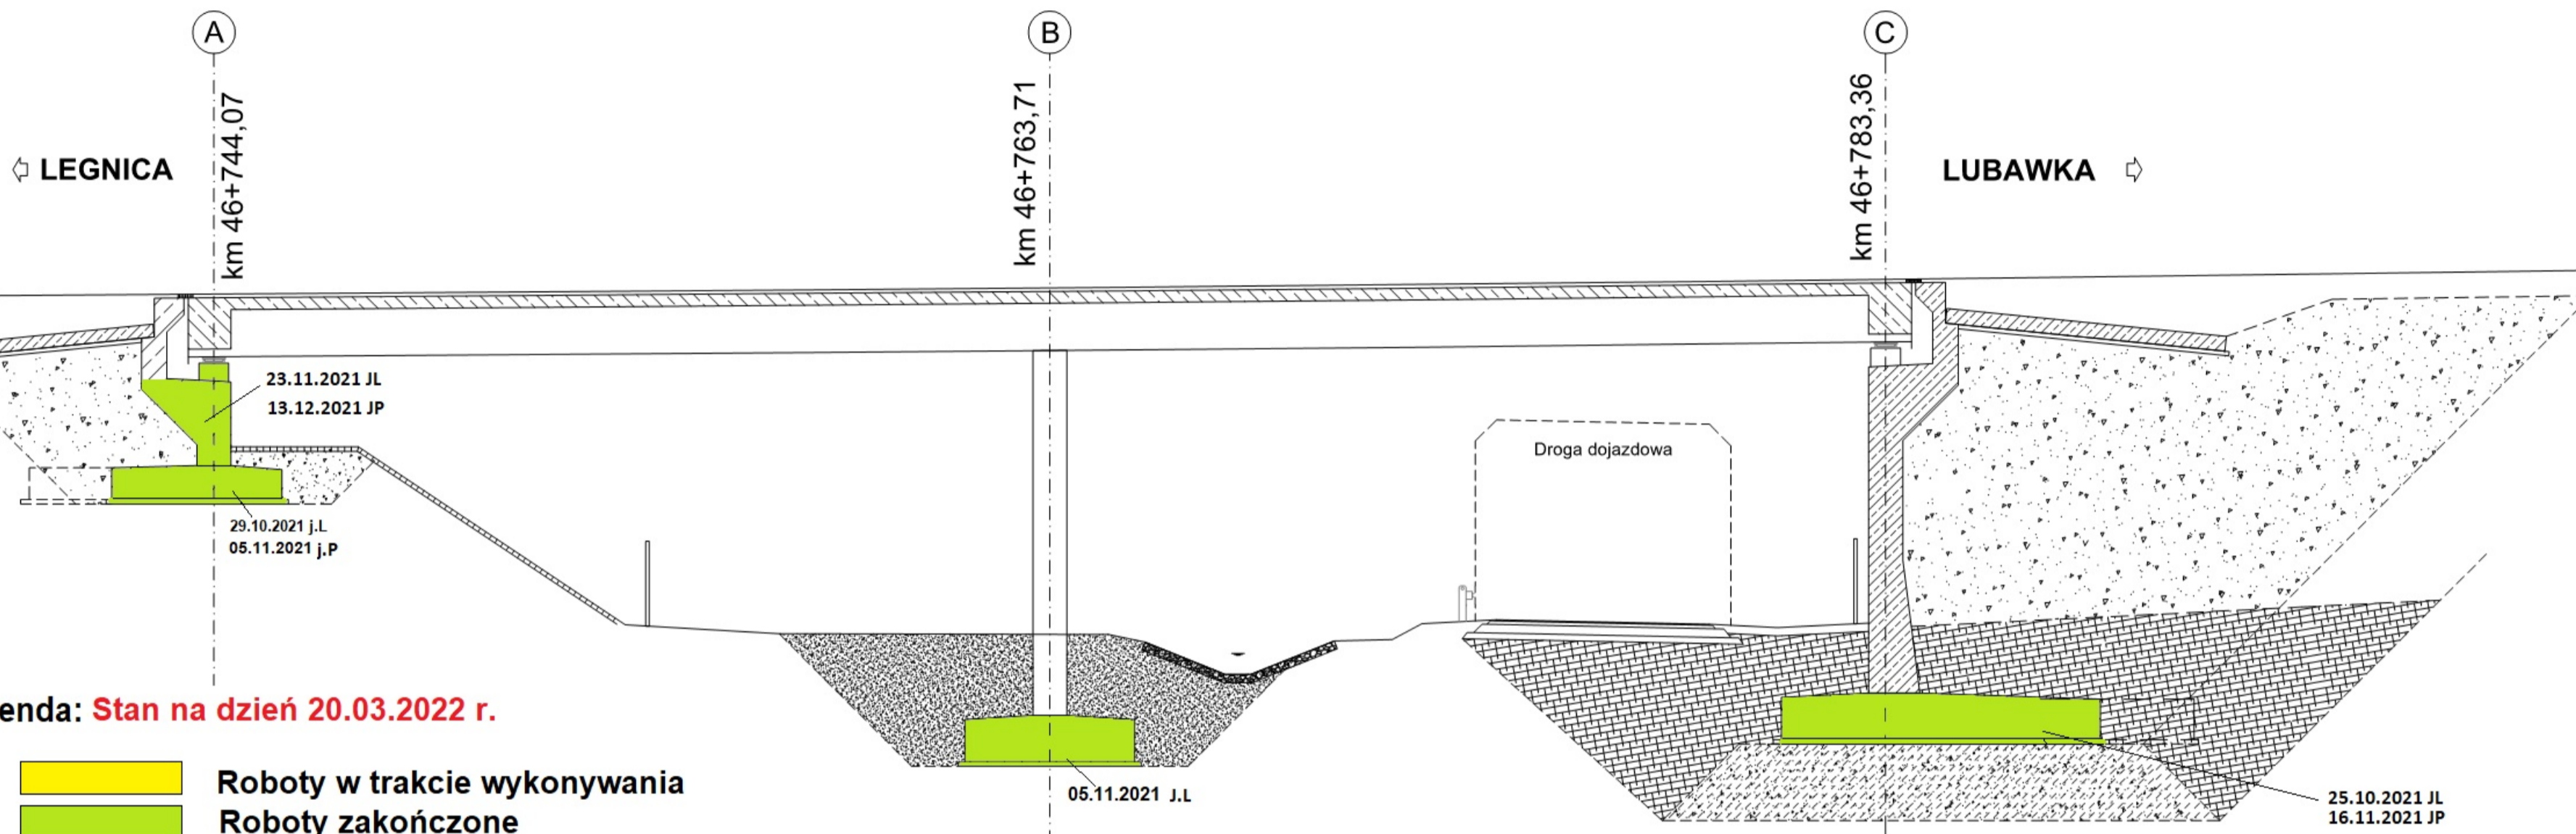 A
B
C
km 46+744,07
km 46+763,71
km 46+783,36
LEGNICA
LUBAWKA
23.11.2021 JL
13.12.2021 JP
Droga dojazdowa
29.10.2021 j.L
05.11.2021 j.P
enda: Stan na dzień 20.03.2022 r.
Roboty w trakcie wykonywania
Roboty zakończone
05.11.2021 J.L
25.10.2021 JL
16.11.2021 JP